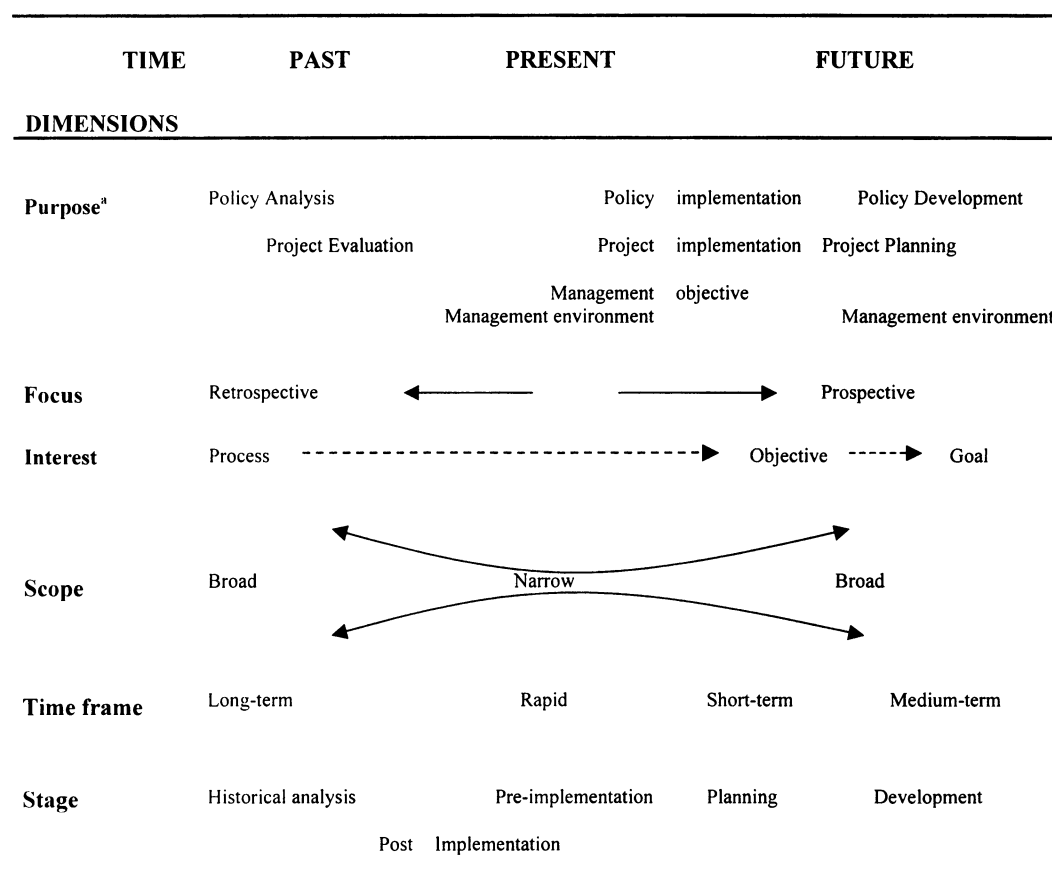 TIME PAST PRESENT FUTURE
DIMENSIONS
Purposeª Policy Analysis Policy implementation Policy Development
Project Evaluation Project implementation Project Planning
Management objective
Management environment Management environment
Focus Retrospective Prospective
Interest Process Objective Goal
Scope Broad Narrow Broad
Time frame Long-term Rapid Short-term Medium-term
Stage Historical analysis Pre-implementation Planning Development
Post Implementation